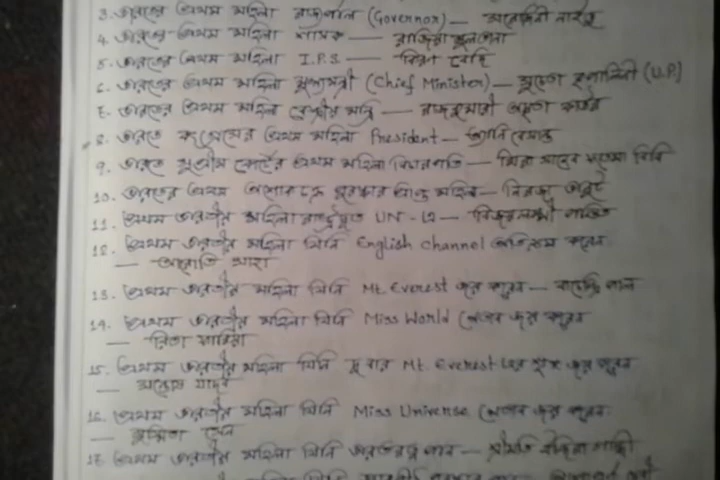 3. ভারতের প্রথম মহিলা রাজ্যপাল (Governor) — সরোজিনী নাইডু
4. ভারতের প্রথম মহিলা শাসক — রাজিয়া সুলতানা
5. ভারতের প্রথম মহিলা I.P.S — কিরণ বেদি
6. ভারতের প্রথম মহিলা মুখ্যমন্ত্রী (Chief Minister) — সুচেতা কৃপালিনী (U.P)
7. ভারতের প্রথম মহিলা কেন্দ্রীয় মন্ত্রি — রাজকুমারী অমৃতা কাউর
8. ভারতে কংগ্রেসের প্রথম মহিলা President — অ্যানি বেসান্ত
9. ভারতে সুপ্রীম কোর্টের প্রথম মহিলা বিচারপতি — মিরা সাহেব ফতেমা বিবি
10. ভারতের প্রথম অশোকচক্র পুরস্কার প্রাপ্ত মহিলা — নিরজা ভানট
11. প্রথম ভারতীয় মহিলা রাষ্ট্রদূত UN-এ — বিজয়লক্ষী পণ্ডিত
12. প্রথম ভারতীয় মহিলা যিনি English Channel অতিক্রম করেন
— আরতি সাহা
13. প্রথম ভারতীয় মহিলা যিনি Mt. Everest জয় করেন — বাচেন্দ্রি পাল
14. প্রথম ভারতীয় মহিলা যিনি Miss World খেতাব জয় করেন
— রিতা ফারিয়া
15. প্রথম ভারতীয় মহিলা যিনি দুবার Mt. Everest জয় করেন
— সন্তোষ যাদব
16. প্রথম ভারতীয় মহিলা যিনি Miss Universe খেতাব জয় করেন
— সুস্মিতা সেন
17. প্রথম ভারতীয় মহিলা যিনি ভারতরত্ন পান — শ্রীমতি ইন্দিরা গান্ধী